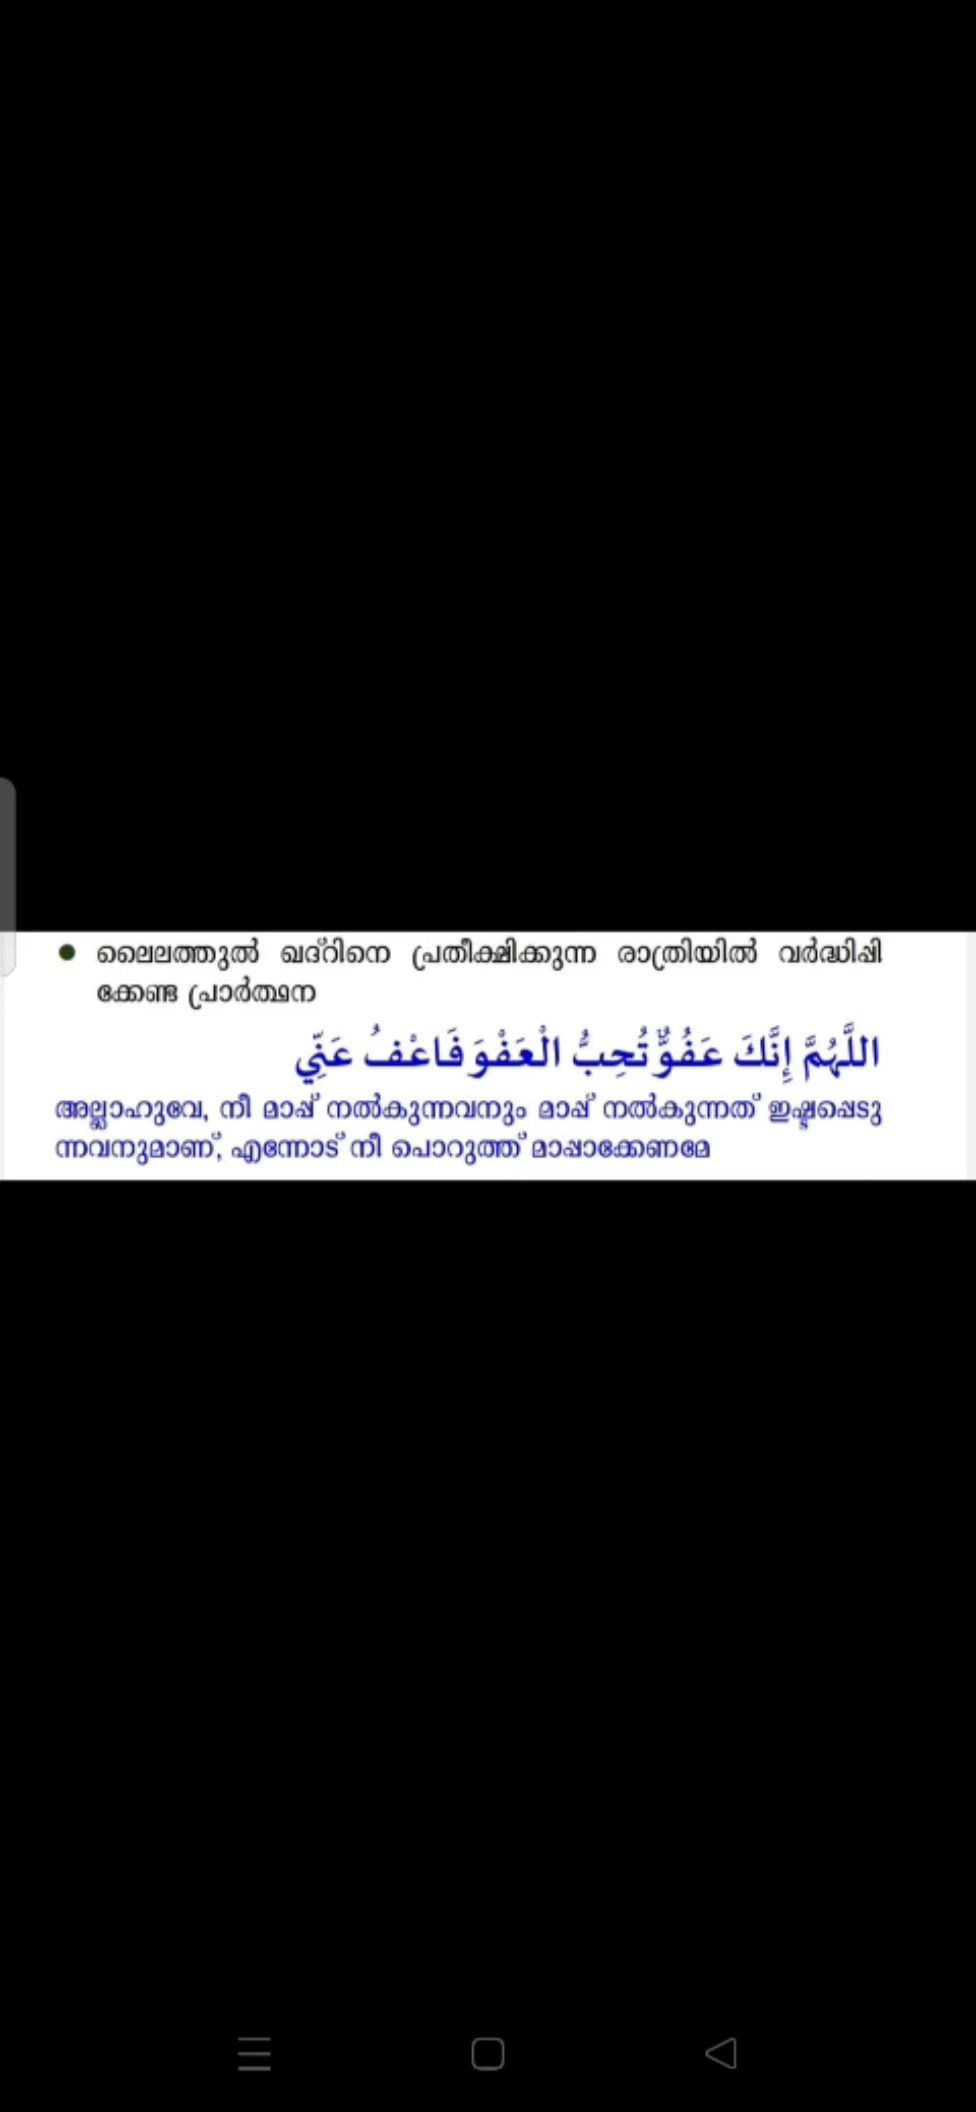 ● ലൈലത്തുൽ ഖദ്റിനെ പ്രതീക്ഷിക്കുന്ന രാത്രിയിൽ വർദ്ധിപ്പി
ക്കേണ്ട പ്രാർത്ഥന
اللَّهُمَّ إِنَّكَ عَفُوٌّ تُحِبُّ الْعَفْوَ فَاعْفُ عَنِّي
അല്ലാഹുവേ, നീ മാപ്പ് നൽകുന്നവനും മാപ്പ് നൽകുന്നത് ഇഷ്ടപ്പെടു
ന്നവനുമാണ്, എന്നോട് നീ പൊറുത്ത് മാപ്പാക്കേണമേ